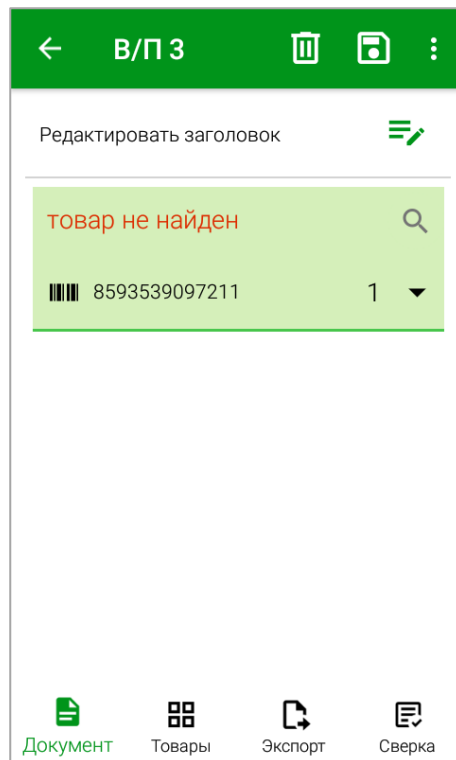 В/П 3
Редактировать заголовок
товар не найден
8593539097211 1
Документ Товары Экспорт Сверка